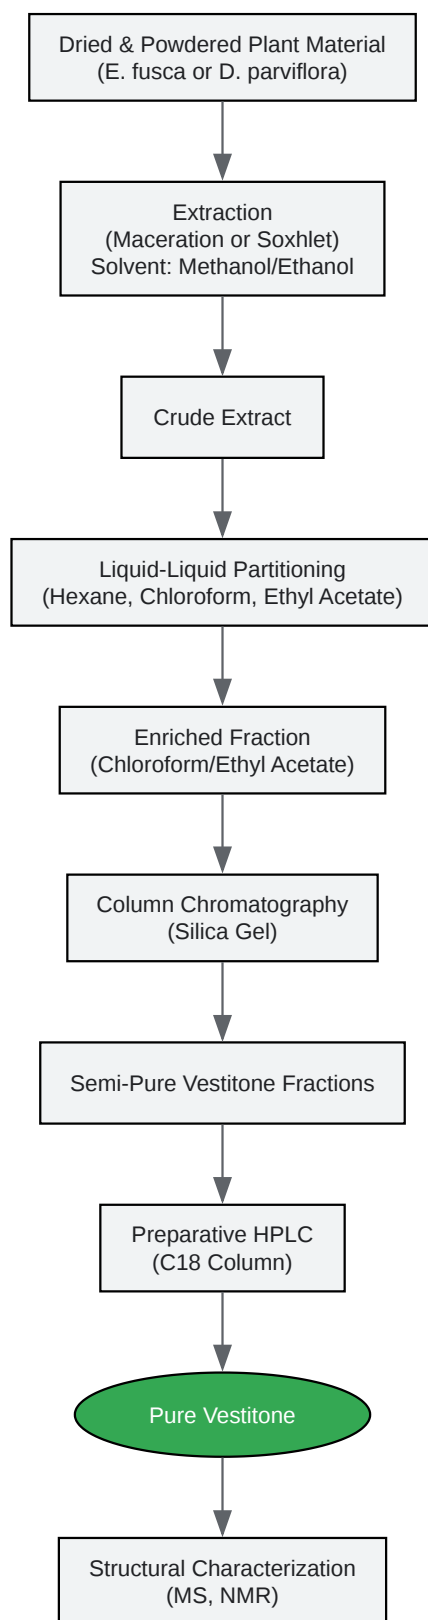 Dried & Powdered Plant Material
(E. fusca or D. parviflora)
Extraction
(Maceration or Soxhlet)
Solvent: Methanol/Ethanol
Crude Extract
Liquid-Liquid Partitioning
(Hexane, Chloroform, Ethyl Acetate)
Enriched Fraction
(Chloroform/Ethyl Acetate)
Column Chromatography
(Silica Gel)
Semi-Pure Vestitone Fractions
Preparative HPLC
(C18 Column)
Pure Vestitone
Structural Characterization
(MS, NMR)